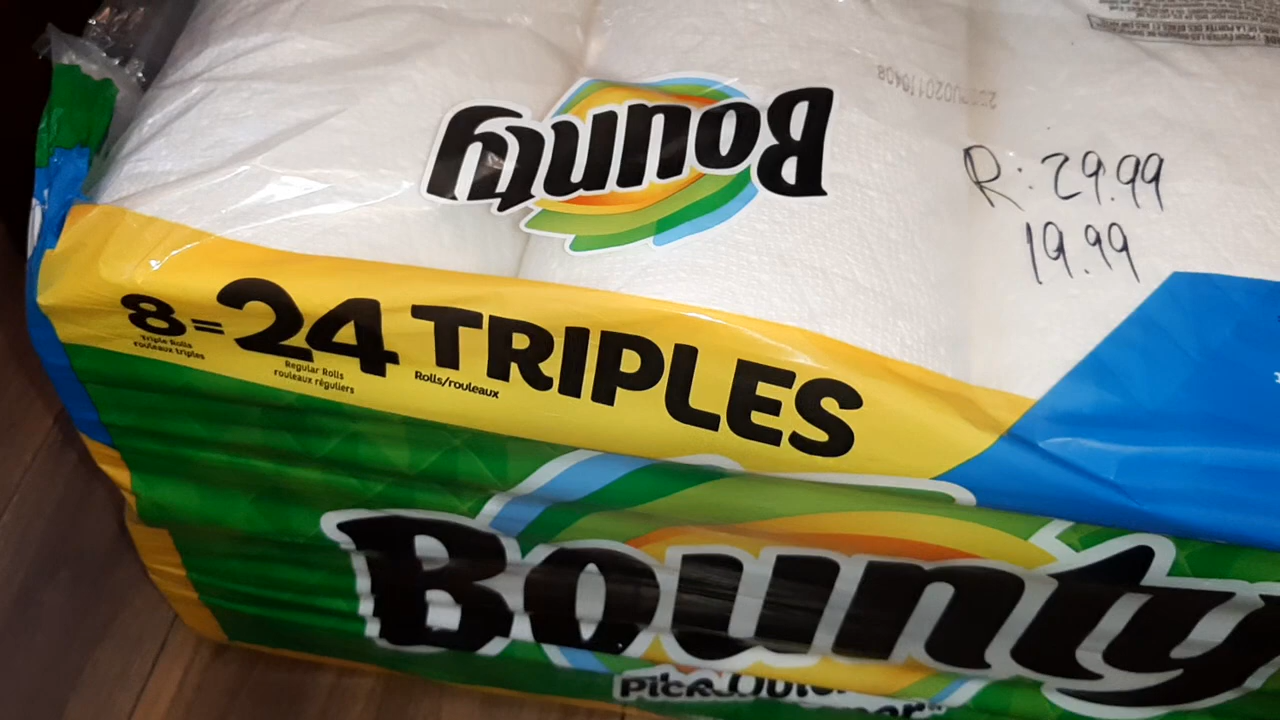 Bounty
R: 29.99
19.99
8=24 TRIPLES
Triple Rolls
rouleaux triples
Regular Rolls
rouleaux réguliers
Rolls/rouleaux
Bounty